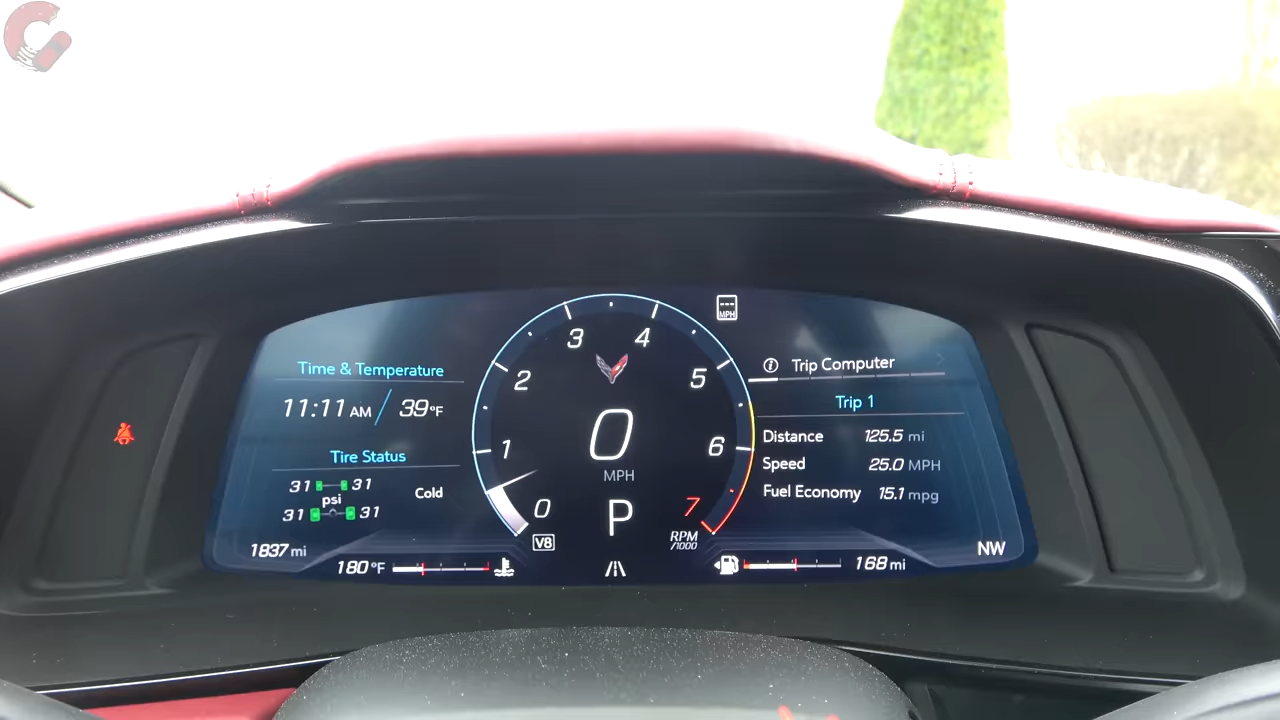 MPH
3 4
2 5
1 6
0 7
0
MPH
P
RPM
/1000
V8
Time & Temperature
11:11 AM / 39°F
Tire Status
31 31
psi
31 31
Cold
1837 mi
180°F
Trip Computer
Trip 1
Distance 125.5 mi
Speed 25.0 MPH
Fuel Economy 15.1 mpg
NW
168 mi